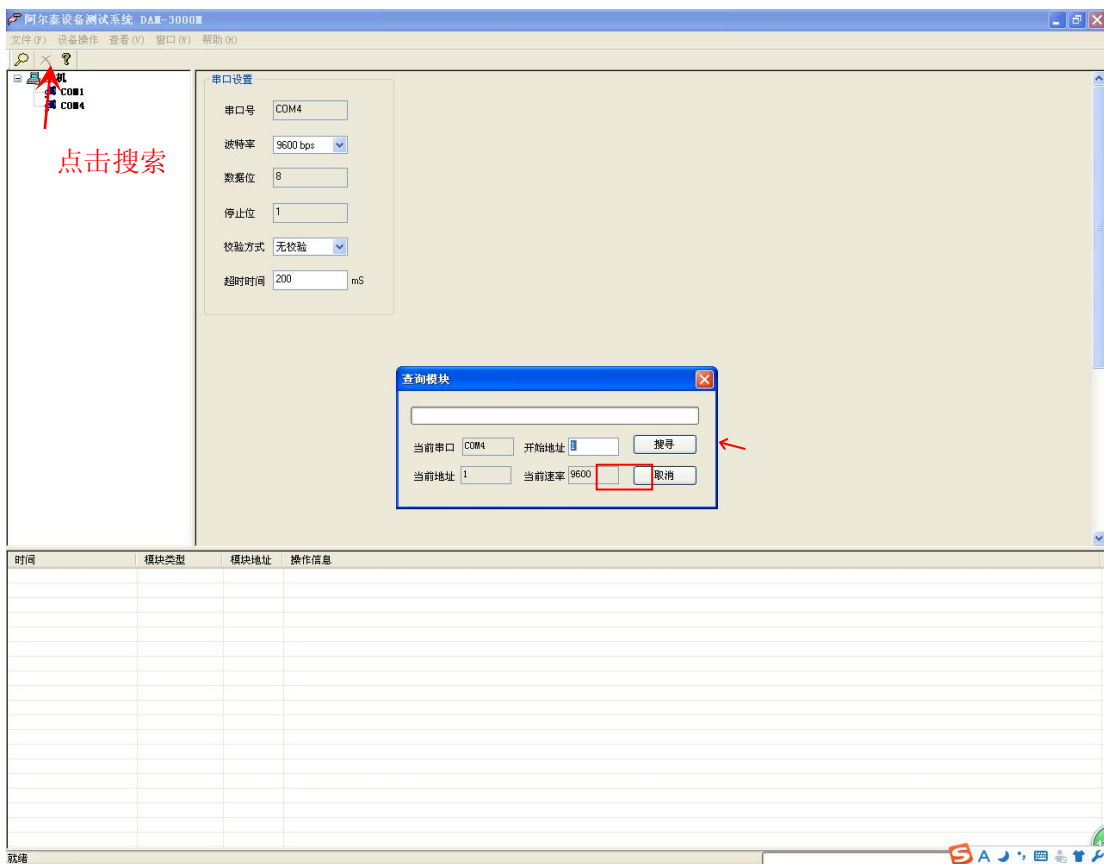 阿尔泰设备测试系统 DAM-3000M
文件(F) 设备操作 查看(V) 窗口(W) 帮助(H)
机
COM1
COM4
点击搜索
串口设置
串口号 COM4
波特率 9600 bps
数据位 8
停止位 1
校验方式 无校验
超时时间 200 mS
查询模块
当前串口 COM4 开始地址 搜寻
当前地址 1 当前速率 9600 取消
时间 模块类型 模块地址 操作信息
就绪